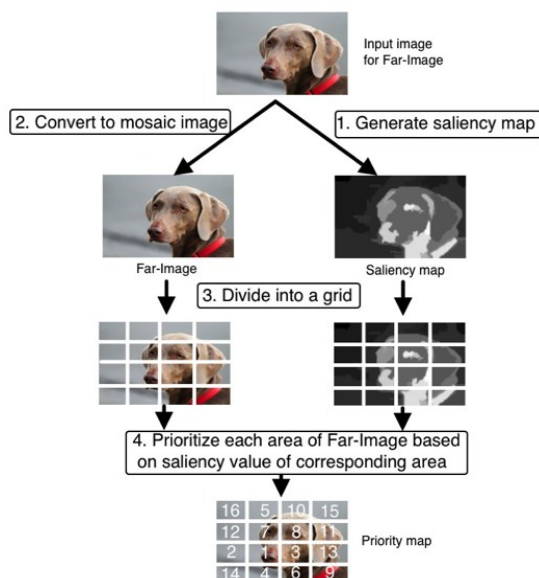 Input image
for Far-Image
2. Convert to mosaic image
1. Generate saliency map
Far-Image
Saliency map
3. Divide into a grid
4. Prioritize each area of Far-Image based
on saliency value of corresponding area
16 5 10 15
12 7 8 11
2 1 3 13
14 4 6 9
Priority map